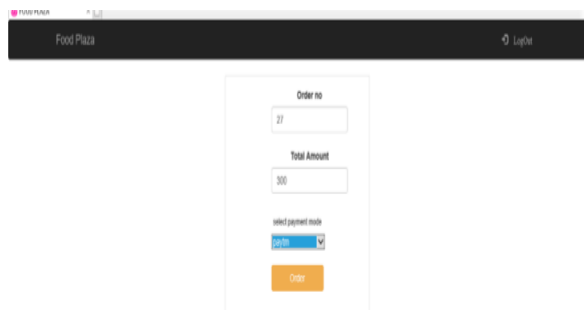 FOOD PLAZA
Food Plaza
LogOut
Order no
27
Total Amount
300
select payment mode
paytm
Order